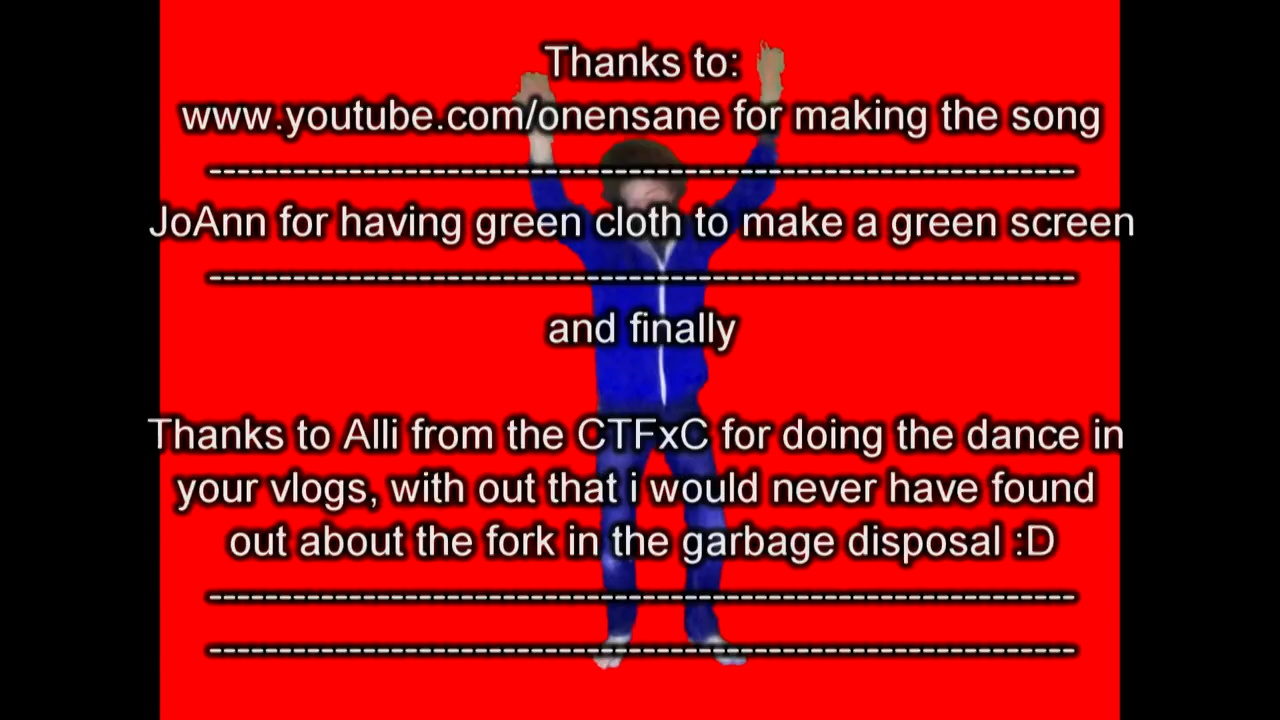 Thanks to:
www.youtube.com/onensane for making the song
--------------------------------------------------------------
JoAnn for having green cloth to make a green screen
--------------------------------------------------------------
and finally
Thanks to Alli from the CTFxC for doing the dance in
your vlogs, with out that i would never have found
out about the fork in the garbage disposal :D
--------------------------------------------------------------
--------------------------------------------------------------